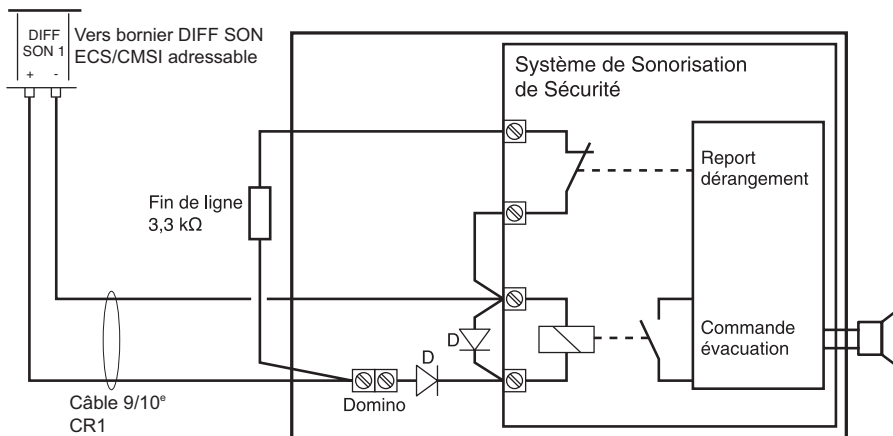 DIFF
SON 1
+ -
Vers bornier DIFF SON
ECS/CMSI adressable
Système de Sonorisation
de Sécurité
Report
dérangement
Fin de ligne
3,3 kΩ
Commande
évacuation
D
D
Domino
Câble 9/10e
CR1